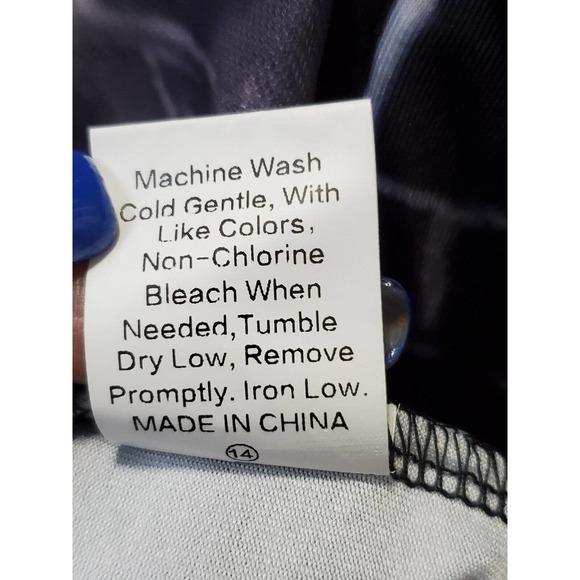 Machine Wash
Cold Gentle, With
Like Colors,
Non-Chlorine
Bleach When
Needed,Tumble
Dry Low, Remove
Promptly. Iron Low.
MADE IN CHINA
14